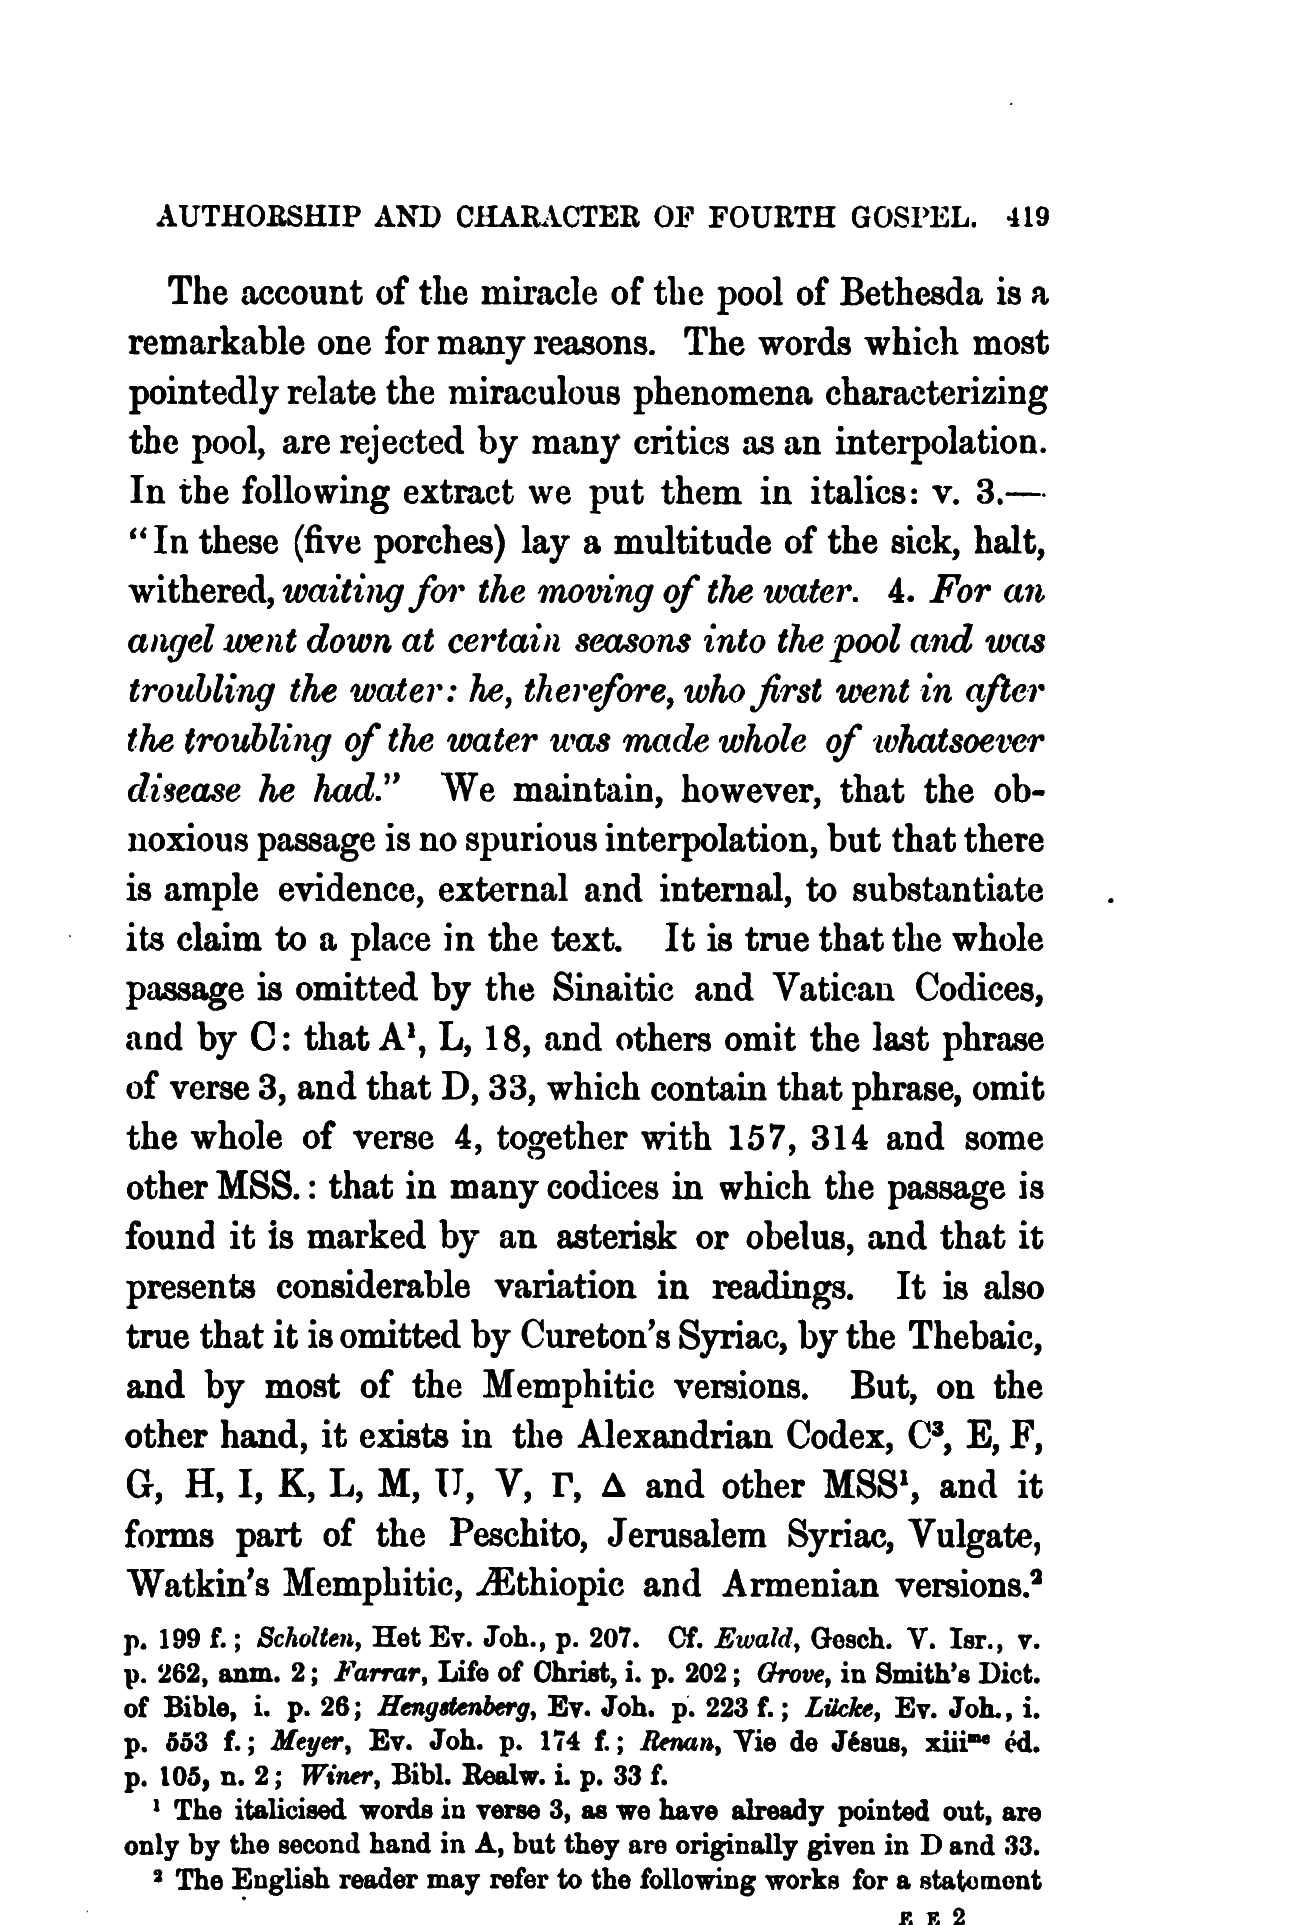 AUTHORSHIP AND CHARACTER OF FOURTH GOSPEL. 419
The account of the miracle of the pool of Bethesda is a
remarkable one for many reasons. The words which most
pointedly relate the miraculous phenomena characterizing
the pool, are rejected by many critics as an interpolation.
In the following extract we put them in italics: v. 3.—
“In these (five porches) lay a multitude of the sick, halt,
withered, waiting for the moving of the water. 4. For an
angel went down at certain seasons into the pool and was
troubling the water: he, therefore, who first went in after
the troubling of the water was made whole of whatsoever
disease he had.” We maintain, however, that the ob-
noxious passage is no spurious interpolation, but that there
is ample evidence, external and internal, to substantiate
its claim to a place in the text. It is true that the whole
passage is omitted by the Sinaitic and Vatican Codices,
and by C: that A¹, L, 18, and others omit the last phrase
of verse 3, and that D, 33, which contain that phrase, omit
the whole of verse 4, together with 157, 314 and some
other MSS.: that in many codices in which the passage is
found it is marked by an asterisk or obelus, and that it
presents considerable variation in readings. It is also
true that it is omitted by Cureton’s Syriac, by the Thebaic,
and by most of the Memphitic versions. But, on the
other hand, it exists in the Alexandrian Codex, C³, E, F,
G, H, I, K, L, M, U, V, Γ, Δ and other MSS¹, and it
forms part of the Peschito, Jerusalem Syriac, Vulgate,
Watkin’s Memphitic, Æthiopic and Armenian versions.²
p. 199 f.; Scholten, Het Ev. Joh., p. 207. Cf. Ewald, Gesch. V. Isr., v.
p. 262, anm. 2; Farrar, Life of Christ, i. p. 202; Grove, in Smith’s Dict.
of Bible, i. p. 26; Hengstenberg, Ev. Joh. p. 223 f.; Lücke, Ev. Joh., i.
p. 553 f.; Meyer, Ev. Joh. p. 174 f.; Renan, Vie de Jésus, xiiiᵐᵉ éd.
p. 105, n. 2; Winer, Bibl. Realw. i. p. 33 f.
¹ The italicised words in verse 3, as we have already pointed out, are
only by the second hand in A, but they are originally given in D and 33.
² The English reader may refer to the following works for a statement
E E 2